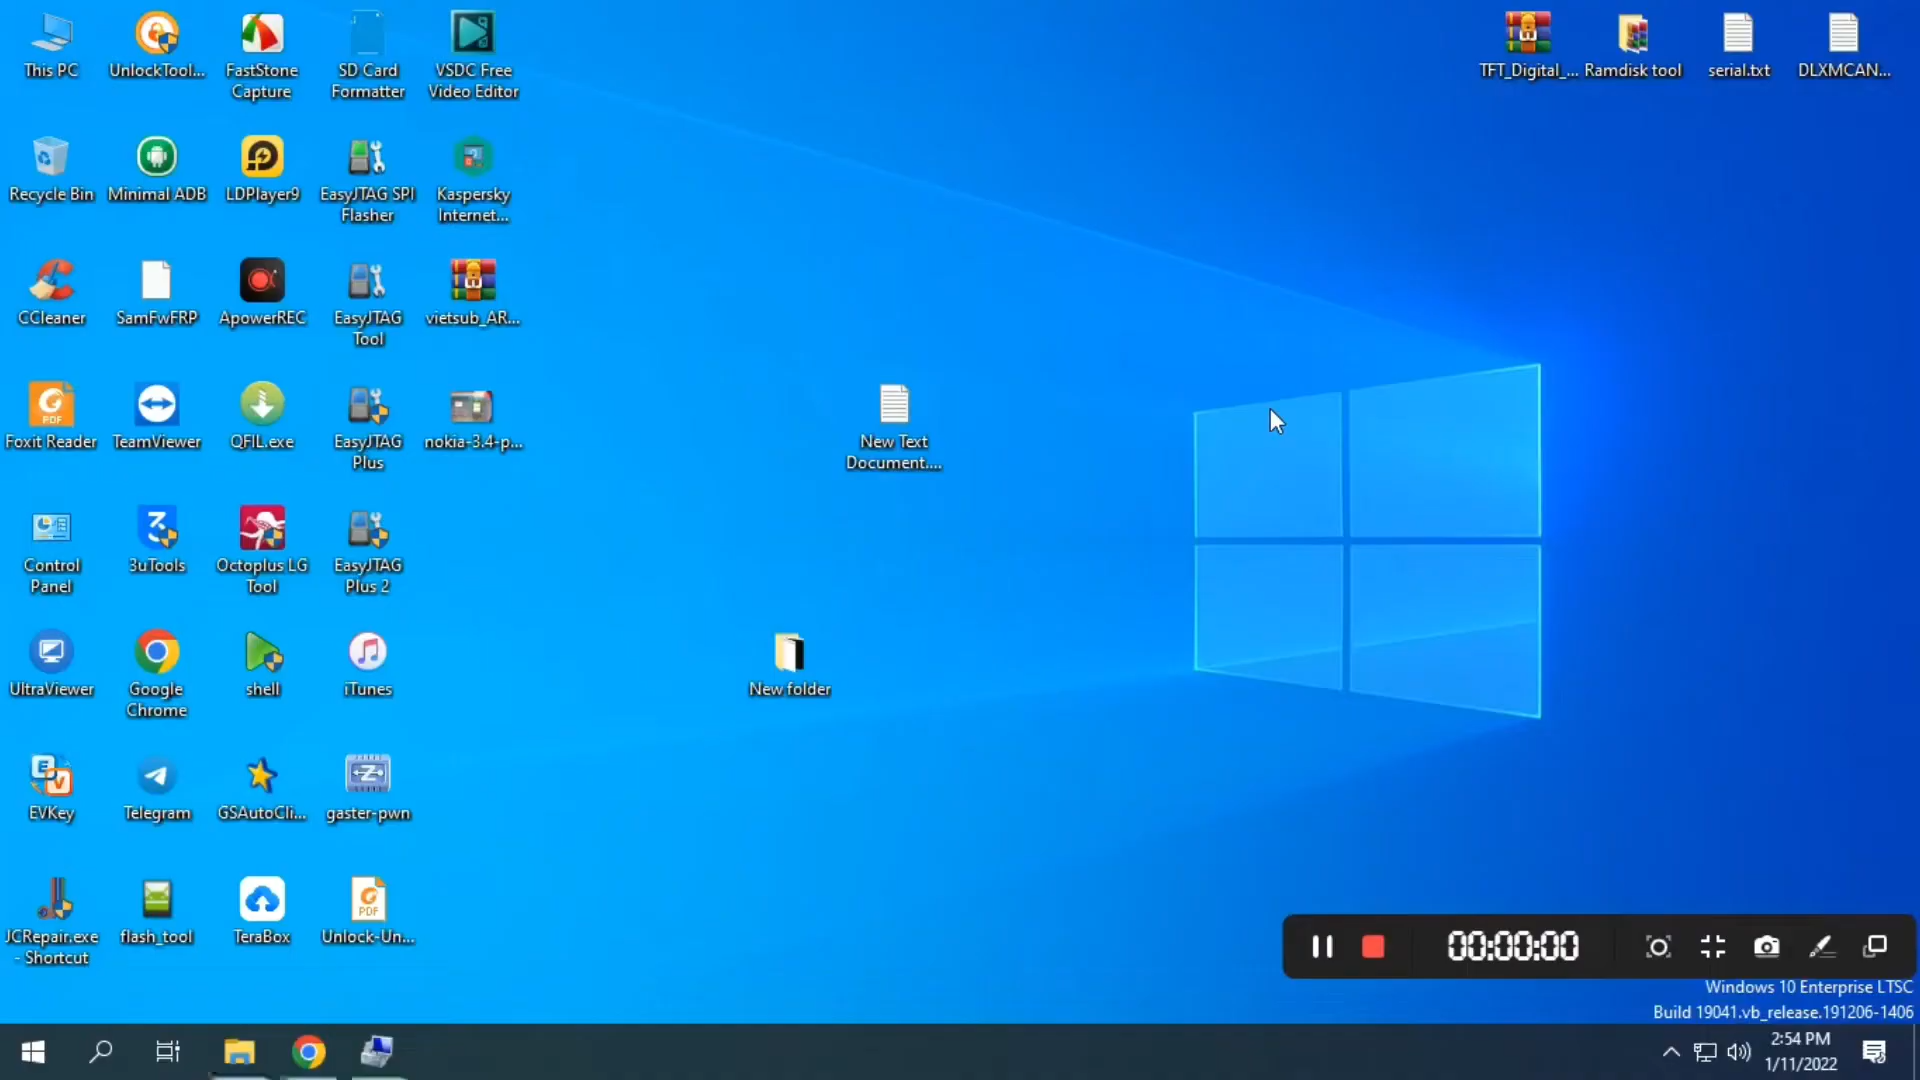 This PC
UnlockTool...
FastStone
Capture
SD Card
Formatter
VSDC Free
Video Editor
TFT_Digital_...
Ramdisk tool
serial.txt
DLXMCAN...
Recycle Bin
Minimal ADB
LDPlayer9
EasyJTAG SPI
Flasher
Kaspersky
Internet...
CCleaner
SamFwFRP
ApowerREC
EasyJTAG
Tool
vietsub_AR...
PDF
Foxit Reader
TeamViewer
QFIL.exe
EasyJTAG
Plus
nokia-3.4-p...
New Text
Document....
Control
Panel
3uTools
Octoplus LG
Tool
EasyJTAG
Plus 2
UltraViewer
Google
Chrome
shell
iTunes
New folder
EVKey
Telegram
GSAutoCli...
gaster-pwn
JCRepair.exe
- Shortcut
flash_tool
TeraBox
PDF
Unlock-Un...
00:00:00
Windows 10 Enterprise LTSC
Build 19041.vb_release.191206-1406
2:54 PM
1/11/2022